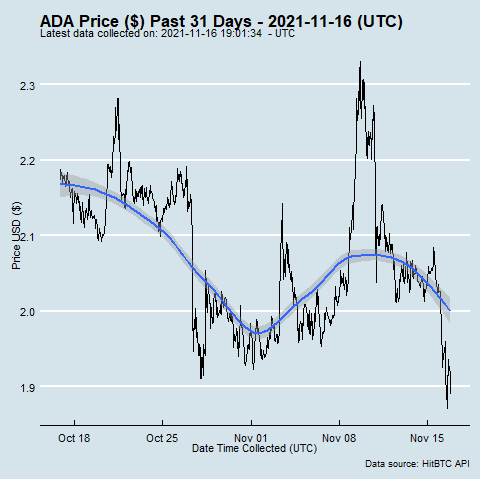 ADA Price ($) Past 31 Days - 2021-11-16 (UTC)
Latest data collected on: 2021-11-16 19:01:34 - UTC
Price USD ($)
2.3
2.2
2.1
2.0
1.9
Oct 18 Oct 25 Nov 01 Nov 08 Nov 15
Date Time Collected (UTC)
Data source: HitBTC API